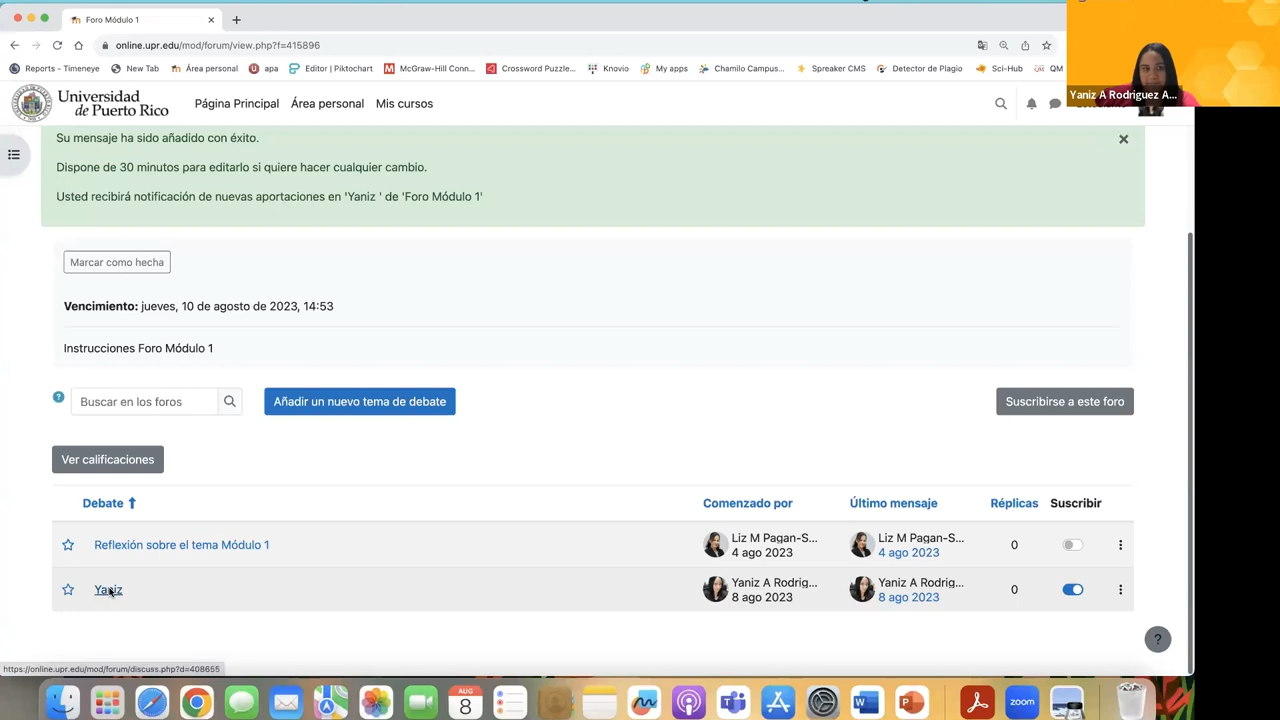 Foro Módulo 1
online.upr.edu/mod/forum/view.php?f=415896
Reports - Timeneye
New Tab
Área personal
apa
Editor | Piktochart
McGraw-Hill Conn...
Crossword Puzzle...
Knovio
My apps
Chamilo Campus...
Spreaker CMS
Detector de Plagio
Sci-Hub
QM
Yaniz A Rodriguez A...
Universidad
de Puerto Rico
Página Principal
Área personal
Mis cursos
Su mensaje ha sido añadido con éxito.
Dispone de 30 minutos para editarlo si quiere hacer cualquier cambio.
Usted recibirá notificación de nuevas aportaciones en 'Yaniz ' de 'Foro Módulo 1'
Marcar como hecha
Vencimiento: jueves, 10 de agosto de 2023, 14:53
Instrucciones Foro Módulo 1
Buscar en los foros
Añadir un nuevo tema de debate
Suscribirse a este foro
Ver calificaciones
Debate
Comenzado por
Último mensaje
Réplicas
Suscribir
Reflexión sobre el tema Módulo 1
Liz M Pagan-S...
4 ago 2023
Liz M Pagan-S...
4 ago 2023
0
Yaniz
Yaniz A Rodrig...
8 ago 2023
Yaniz A Rodrig...
8 ago 2023
0
?
https://online.upr.edu/mod/forum/discuss.php?d=408655
AUG
8
zoom